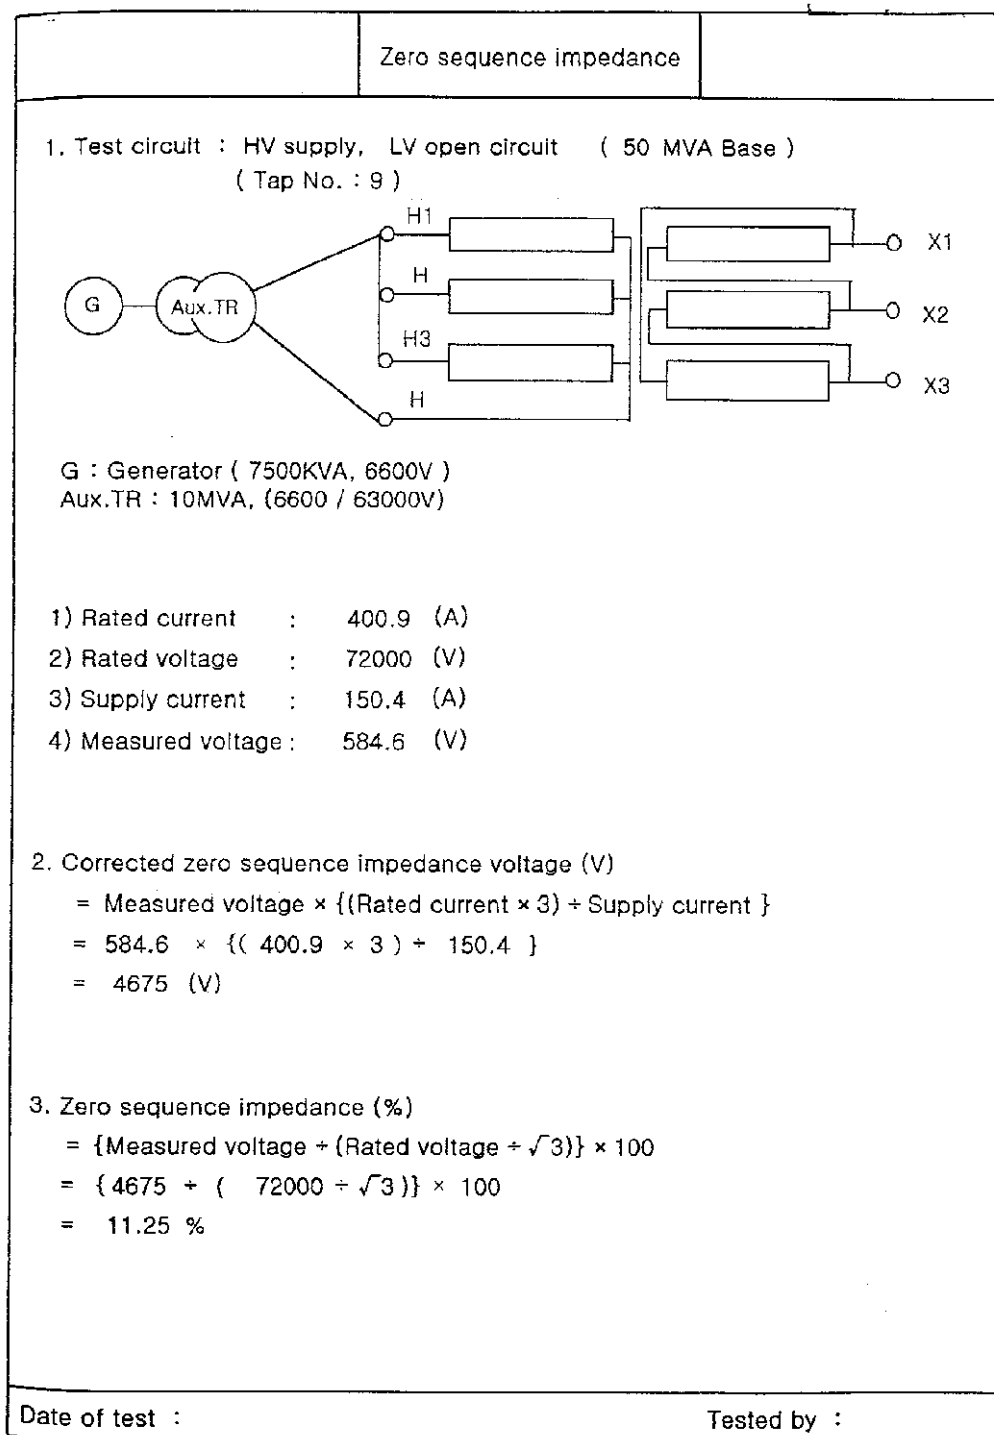 Zero sequence impedance
1. Test circuit : HV supply, LV open circuit ( 50 MVA Base )
( Tap No. : 9 )
H1
X1
H
G
Aux.TR
X2
H3
X3
H
G : Generator ( 7500KVA, 6600V )
Aux.TR : 10MVA, (6600 / 63000V)
1) Rated current : 400.9 (A)
2) Rated voltage : 72000 (V)
3) Supply current : 150.4 (A)
4) Measured voltage : 584.6 (V)
2. Corrected zero sequence impedance voltage (V)
= Measured voltage × {(Rated current × 3) ÷ Supply current }
= 584.6 × {( 400.9 × 3 ) ÷ 150.4 }
= 4675 (V)
3. Zero sequence impedance (%)
= {Measured voltage ÷ (Rated voltage ÷ √3)} × 100
= { 4675 ÷ ( 72000 ÷ √3 )} × 100
= 11.25 %
Date of test :
Tested by :